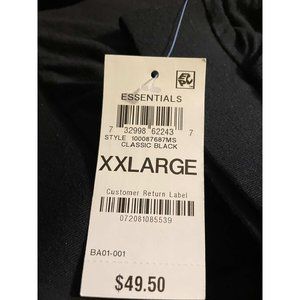 ESSENTIALS
7 32998 62243 7
STYLE 100087687MS
CLASSIC BLACK
XXLARGE
Customer Return Label
072081085539
BA01-001
$49.50